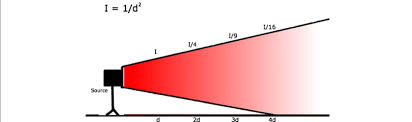 I = 1/d²
I I/4 I/9 I/16
Source
d 2d 3d 4d